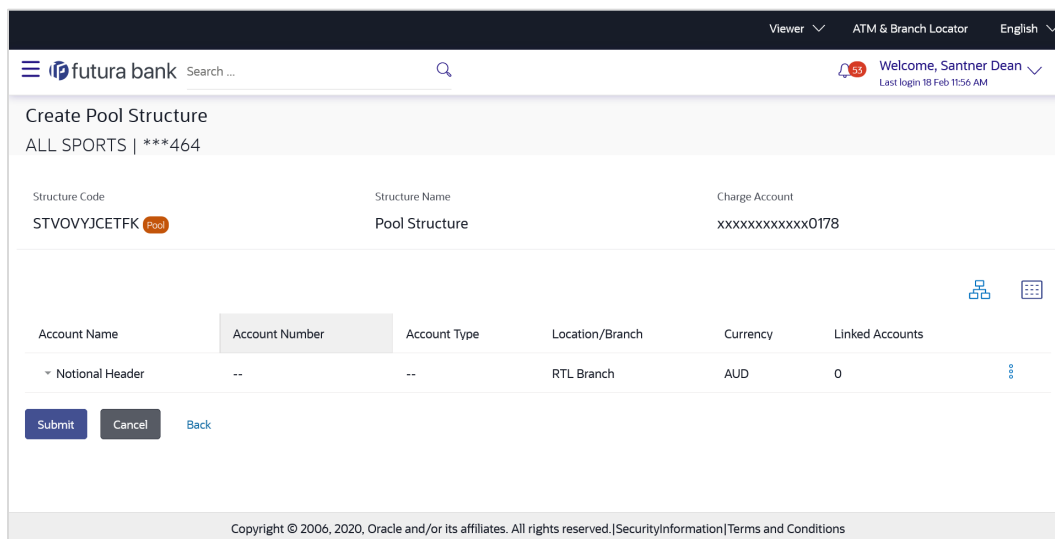 Viewer ATM & Branch Locator English
futura bank Search ... 53 Welcome, Santner Dean
Last login 18 Feb 11:56 AM
Create Pool Structure
ALL SPORTS | ***464
Structure Code Structure Name Charge Account
STVOVYJCETFK Pool Pool Structure xxxxxxxxxxxx0178
Account Name Account Number Account Type Location/Branch Currency Linked Accounts
Notional Header -- -- RTL Branch AUD 0
Submit Cancel Back
Copyright © 2006, 2020, Oracle and/or its affiliates. All rights reserved.|SecurityInformation|Terms and Conditions